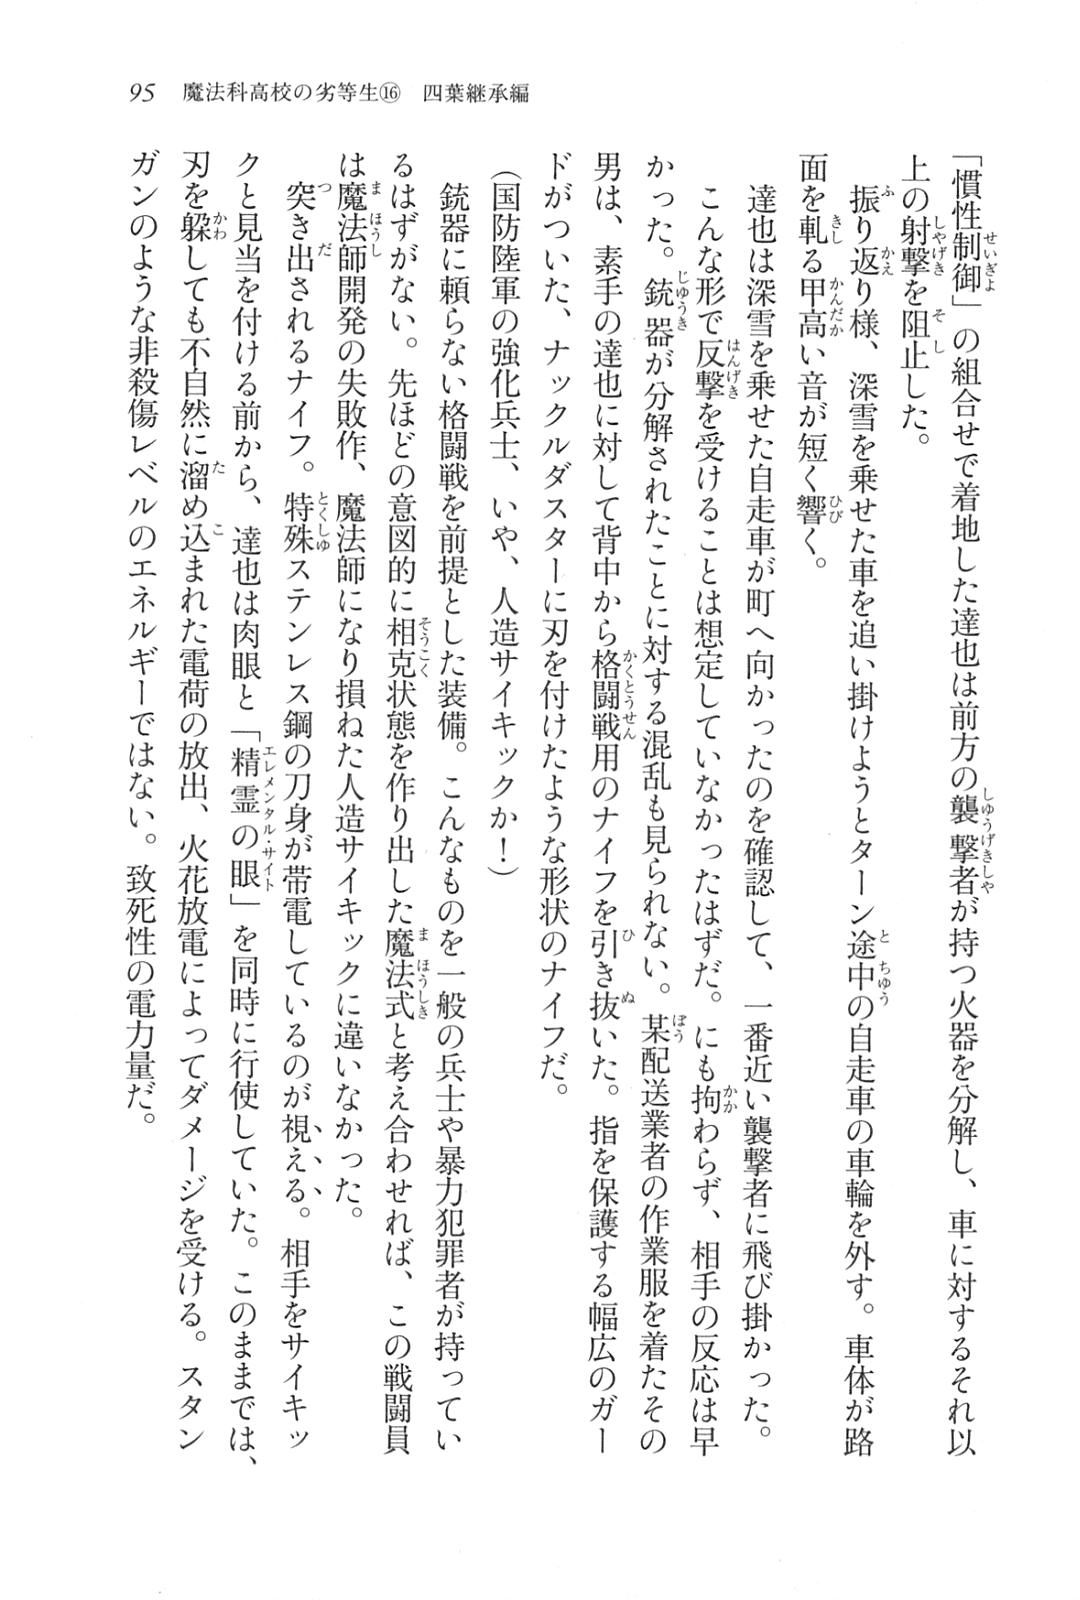 95　魔法科高校の劣等生⑯　四葉継承編
「慣性制御」の組合せで着地した達也は前方の襲撃者が持つ火器を分解し、車に対するそれ以
上の射撃を阻止した。
　振り返り様、深雪を乗せた車を追い掛けようとターン途中の自走車の車輪を外す。車体が路
面を軋る甲高い音が短く響く。
　達也は深雪を乗せた自走車が町へ向かったのを確認して、一番近い襲撃者に飛び掛かった。
　こんな形で反撃を受けることは想定していなかったはずだ。にも拘わらず、相手の反応は早
かった。銃器が分解されたことに対する混乱も見られない。某配送業者の作業服を着たその
男は、素手の達也に対して背中から格闘戦用のナイフを引き抜いた。指を保護する幅広のガー
ドがついた、ナックルダスターに刃を付けたような形状のナイフだ。
（国防陸軍の強化兵士、いや、人造サイキックか！）
　銃器に頼らない格闘戦を前提とした装備。こんなものを一般の兵士や暴力犯罪者が持ってい
るはずがない。先ほどの意図的に相克状態を作り出した魔法式と考え合わせれば、この戦闘員
は魔法師開発の失敗作、魔法師になり損ねた人造サイキックに違いなかった。
　突き出されるナイフ。特殊ステンレス鋼の刀身が帯電しているのが視える。相手をサイキッ
クと見当を付ける前から、達也は肉眼と「精霊の眼」を同時に行使していた。このままでは、
刃を躱しても不自然に溜め込まれた電荷の放出、火花放電によってダメージを受ける。スタン
ガンのような非殺傷レベルのエネルギーではない。致死性の電力量だ。